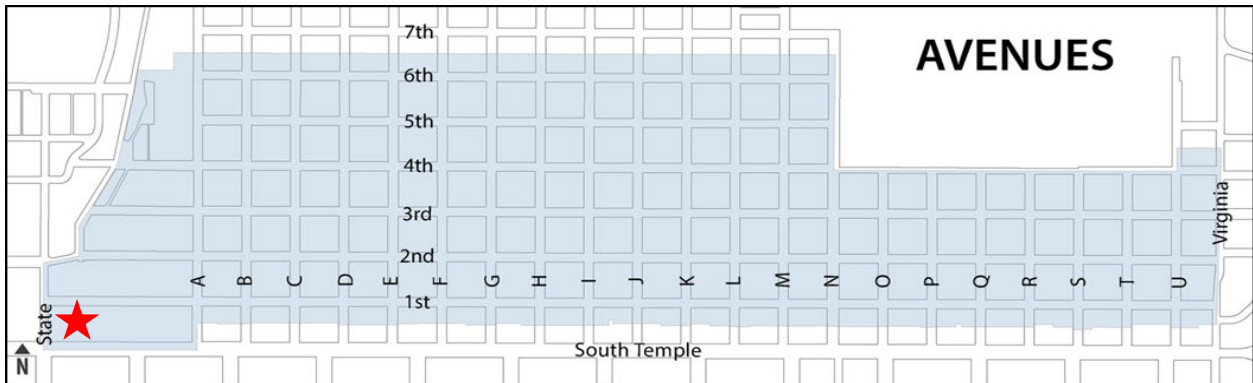 7th
AVENUES
6th
5th
4th
3rd
Virginia
2nd
A B C D E F G H I J K L M N O P Q R S T U
1st
State
South Temple
N